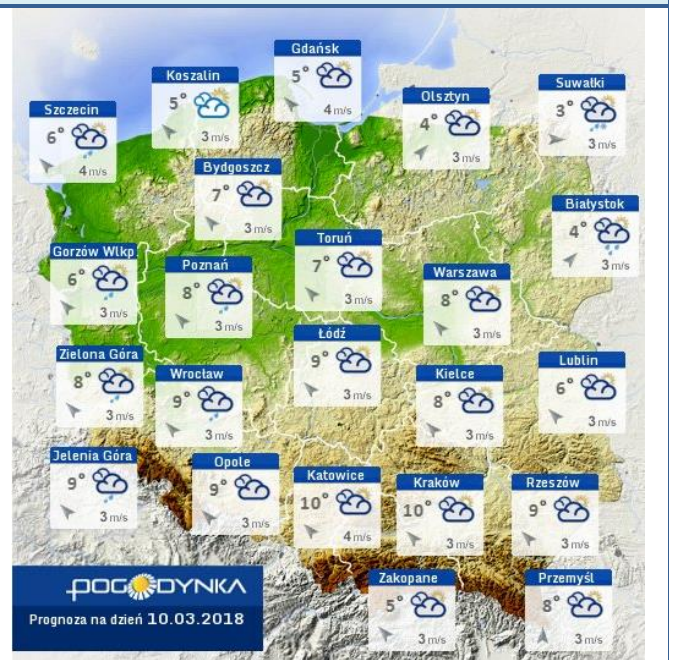 Gdańsk
5°
4 m/s
Koszalin
5°
3 m/s
Suwałki
3°
3 m/s
Olsztyn
4°
3 m/s
Szczecin
6°
4 m/s
Bydgoszcz
7°
3 m/s
Białystok
4°
3 m/s
Toruń
7°
3 m/s
Gorzów Wlkp
6°
3 m/s
Poznań
8°
3 m/s
Warszawa
8°
3 m/s
Łódź
9°
3 m/s
Zielona Góra
8°
3 m/s
Lublin
6°
3 m/s
Wrocław
9°
3 m/s
Kielce
8°
3 m/s
Jelenia Góra
9°
3 m/s
Opole
9°
3 m/s
Katowice
10°
4 m/s
Kraków
10°
3 m/s
Rzeszów
9°
3 m/s
Zakopane
5°
3 m/s
Przemyśl
8°
3 m/s
POGODYNKA
Prognoza na dzień 10.03.2018